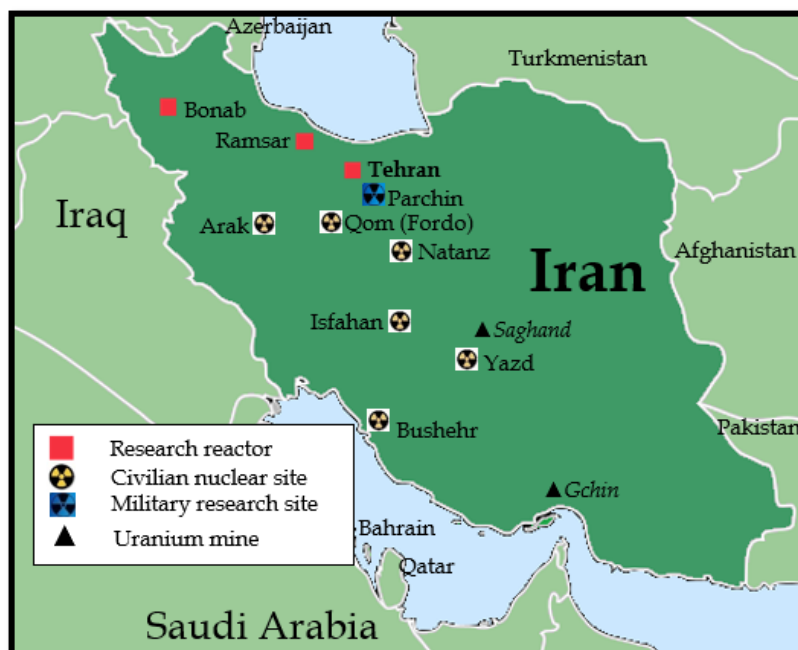 Azerbaijan
Turkmenistan
Bonab
Ramsar
Tehran
Parchin
Iraq
Arak
Qom (Fordo)
Natanz
Afghanistan
Iran
Isfahan
Saghand
Yazd
Bushehr
Pakistan
Research reactor
Civilian nuclear site
Military research site
Uranium mine
Gchin
Bahrain
Qatar
Saudi Arabia